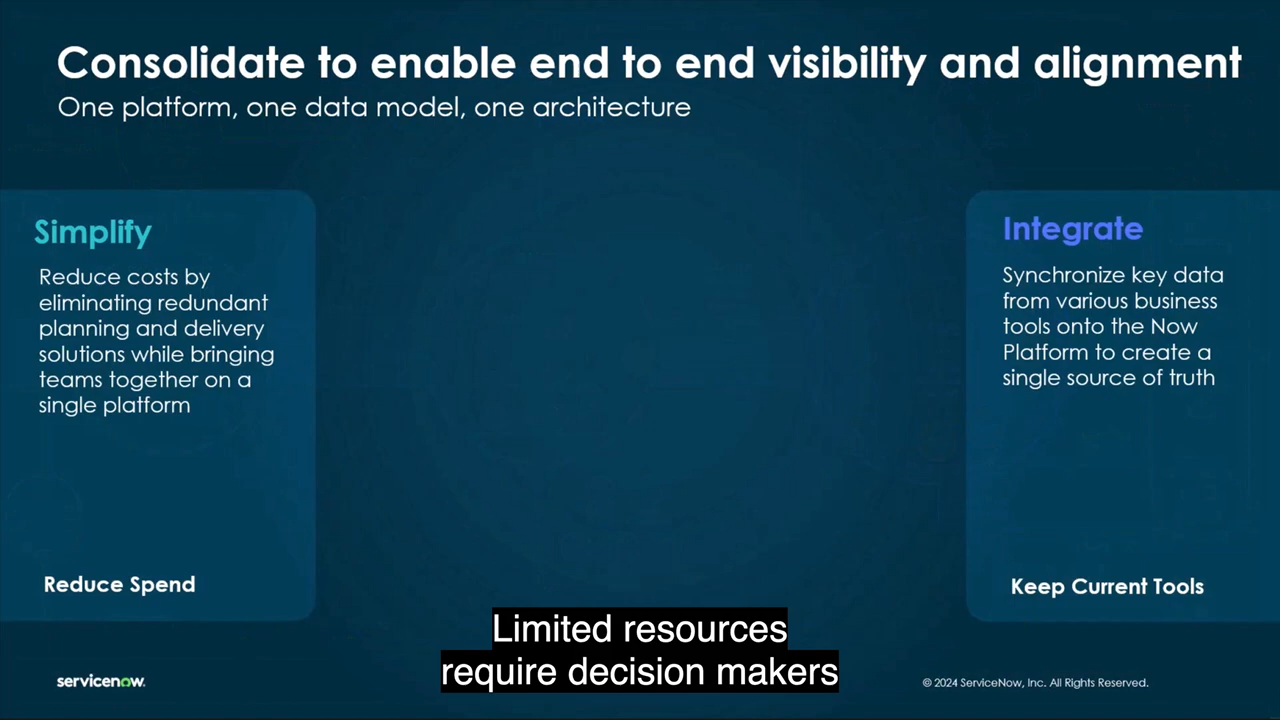 Consolidate to enable end to end visibility and alignment
One platform, one data model, one architecture
Simplify
Reduce costs by
eliminating redundant
planning and delivery
solutions while bringing
teams together on a
single platform
Reduce Spend
Integrate
Synchronize key data
from various business
tools onto the Now
Platform to create a
single source of truth
Keep Current Tools
Limited resources
require decision makers
servicenow.
© 2024 ServiceNow, Inc. All Rights Reserved.